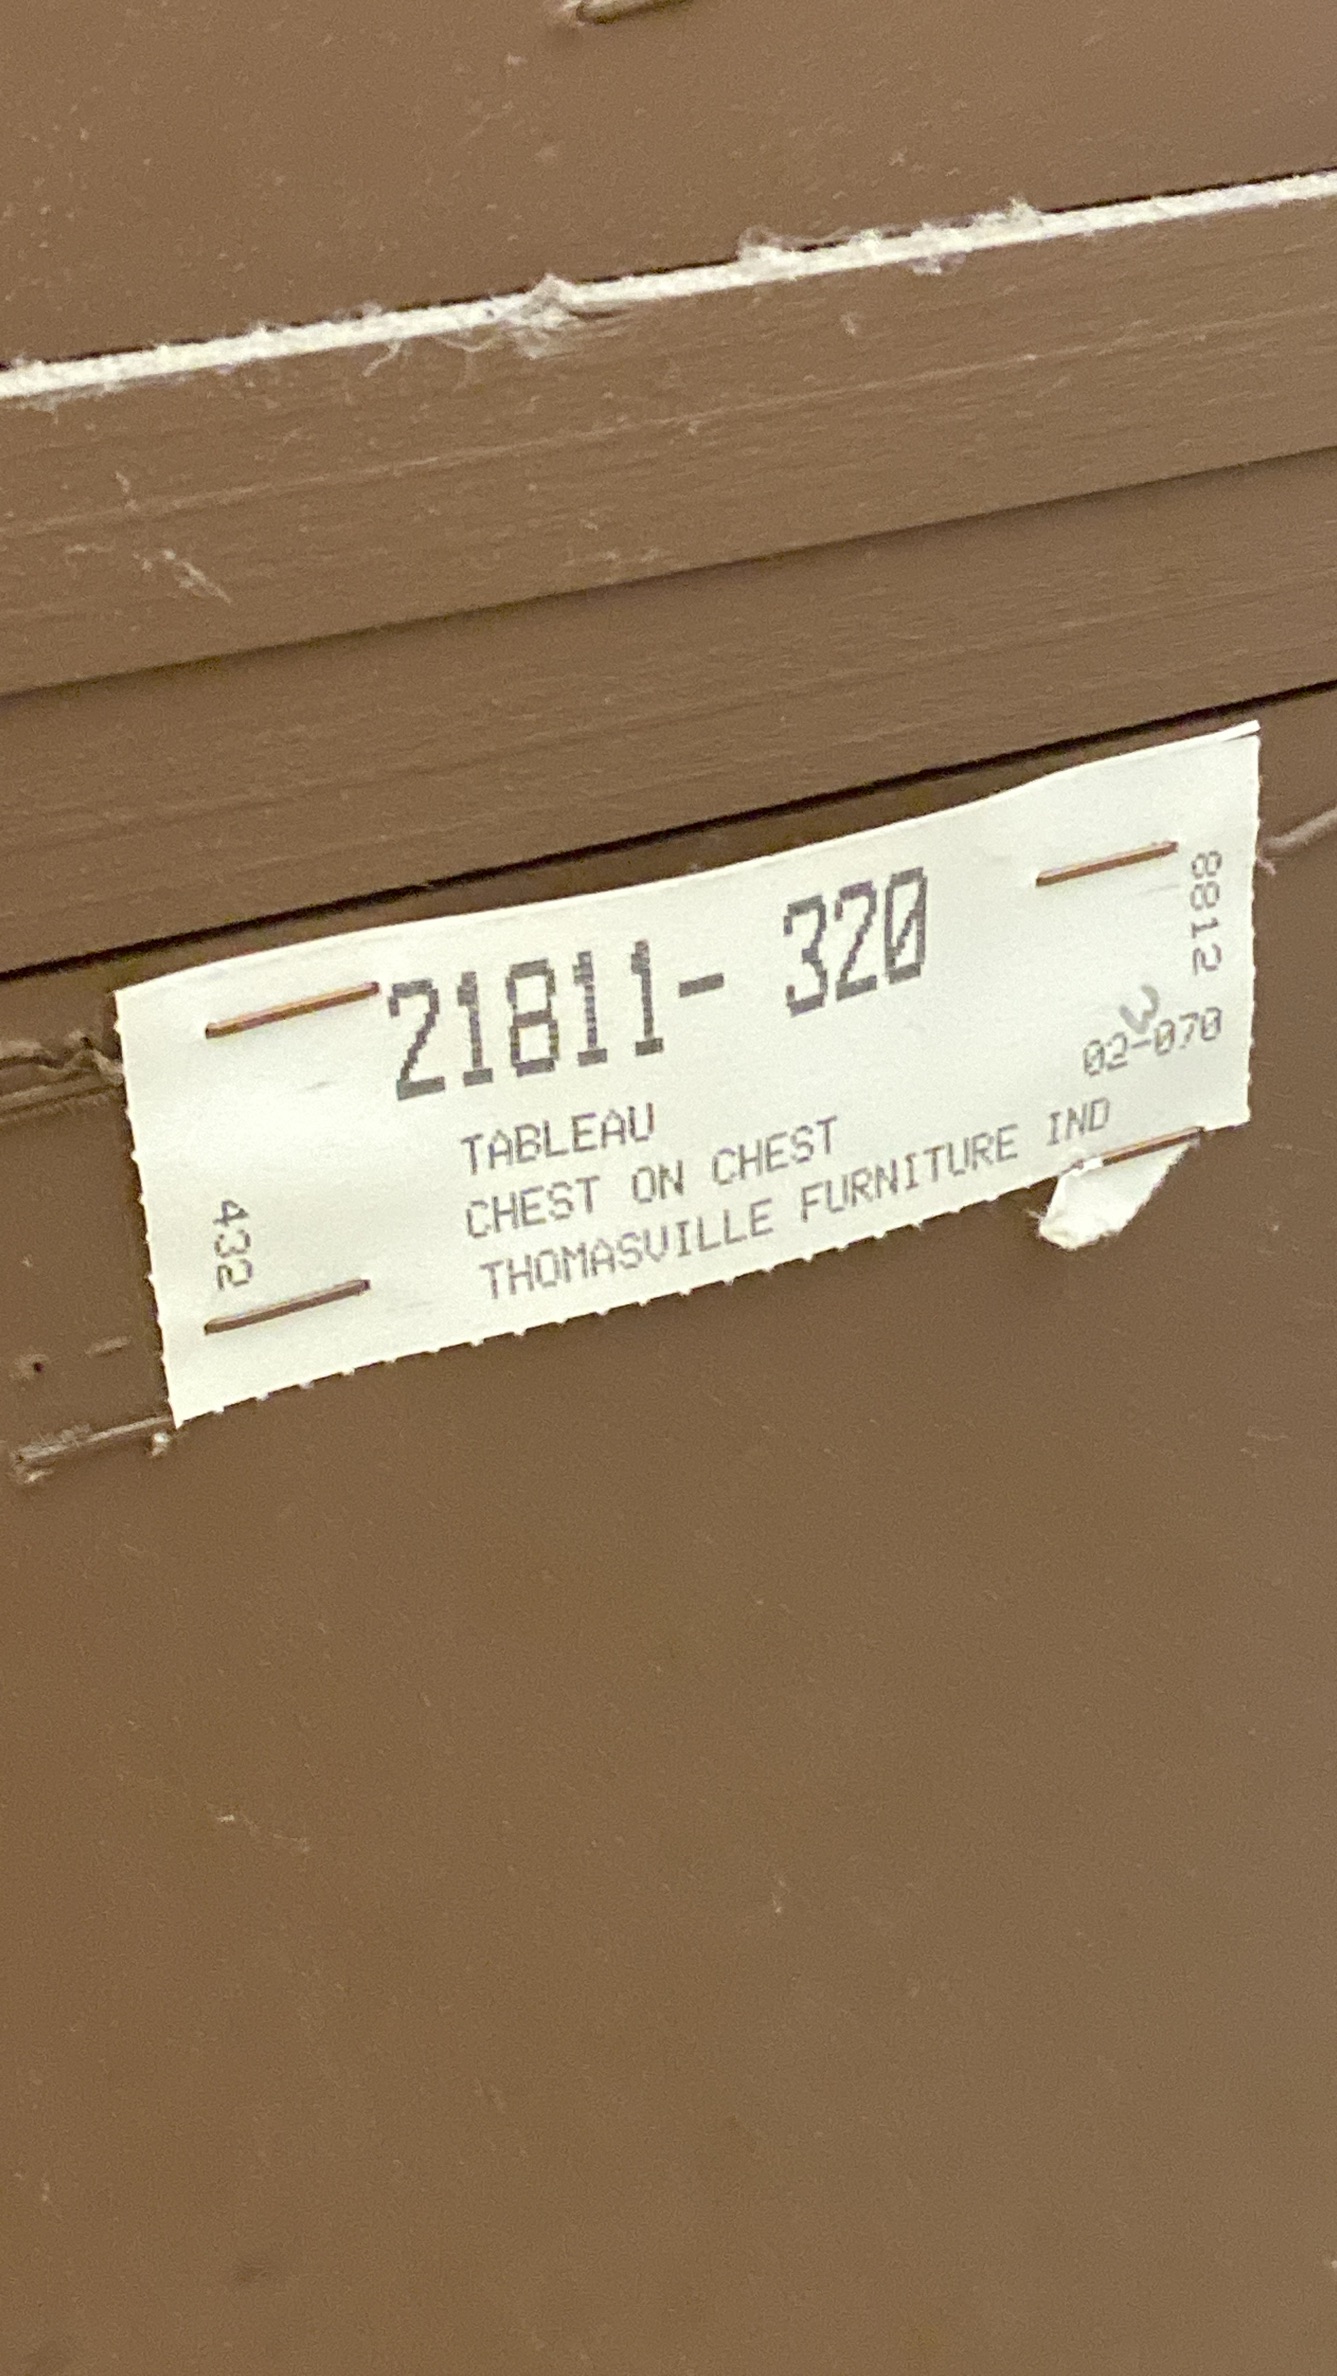 21811- 320
8812
3
02-070
TABLEAU
CHEST ON CHEST
THOMASVILLE FURNITURE IND
432